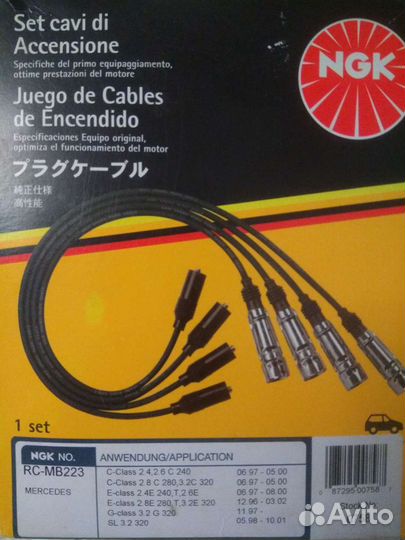 Set cavi di
Accensione
Specifiche del primo equipaggiamento,
ottime prestazioni del motore
NGK
Juego de Cables
de Encendido
Especificaciones Equipo original,
optimiza el funcionamiento del motor
プラグケーブル
純正仕様
高性能
1 set
NGK NO. ANWENDUNG/APPLICATION
RC-MB223 C-Class 2.4,2.6 C 240 06.97 - 05.00
C-Class 2.8 C 280,3.2C 320 06.97 - 05.00
MERCEDES E-class 2.4E 240,T,2.6E 06.97 - 08.00
E-class 2.8E 280,T,3.2E 320 12.96 - 03.02
G-class 3.2 G 320 11.97 -
SL 3.2 320 05.98 - 10.01
0 87295 00758
Avito